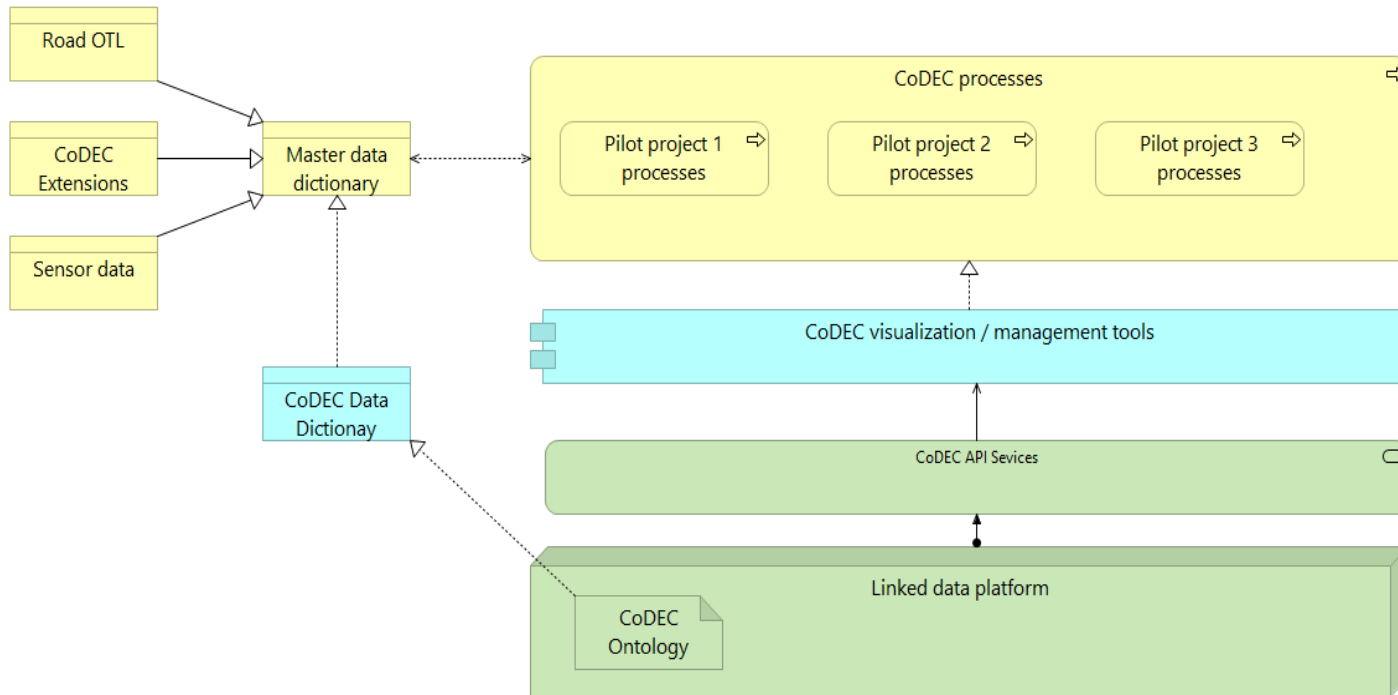 Road OTL
CoDEC processes
CoDEC
Extensions
Master data
dictionary
Pilot project 1
processes
Pilot project 2
processes
Pilot project 3
processes
Sensor data
CoDEC visualization / management tools
CoDEC Data
Dictionay
CoDEC API Sevices
Linked data platform
CoDEC
Ontology